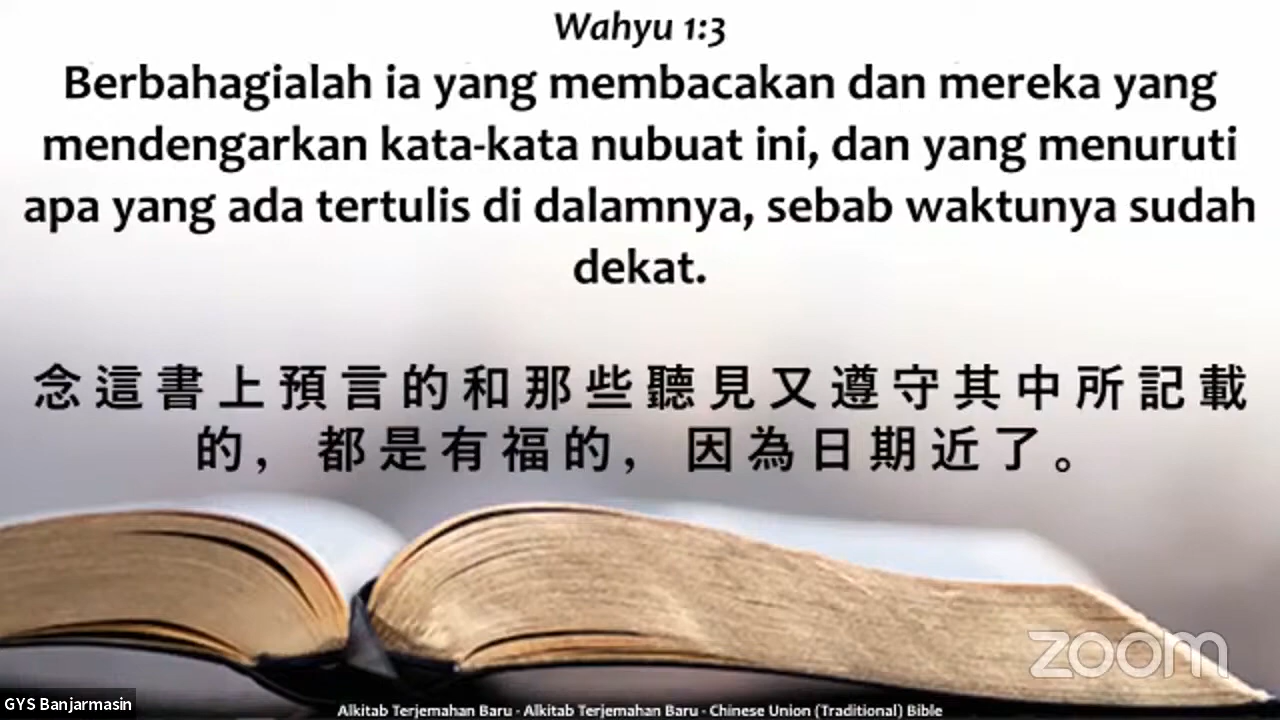 Wahyu 1:3
Berbahagialah ia yang membacakan dan mereka yang
mendengarkan kata-kata nubuat ini, dan yang menuruti
apa yang ada tertulis di dalamnya, sebab waktunya sudah
dekat.
念這書上預言的和那些聽見又遵守其中所記載
的，都是有福的，因為日期近了。
zoom
GYS Banjarmasin
Alkitab Terjemahan Baru - Alkitab Terjemahan Baru - Chinese Union (Traditional) Bible